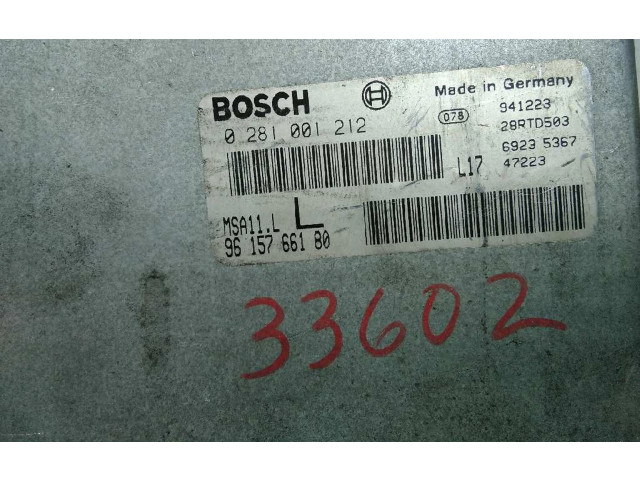 BOSCH
Made in Germany
0 281 001 212
078
941223
28RTD503
6923 5367
L17
47223
MSA11.L L
96 157 661 80
33602